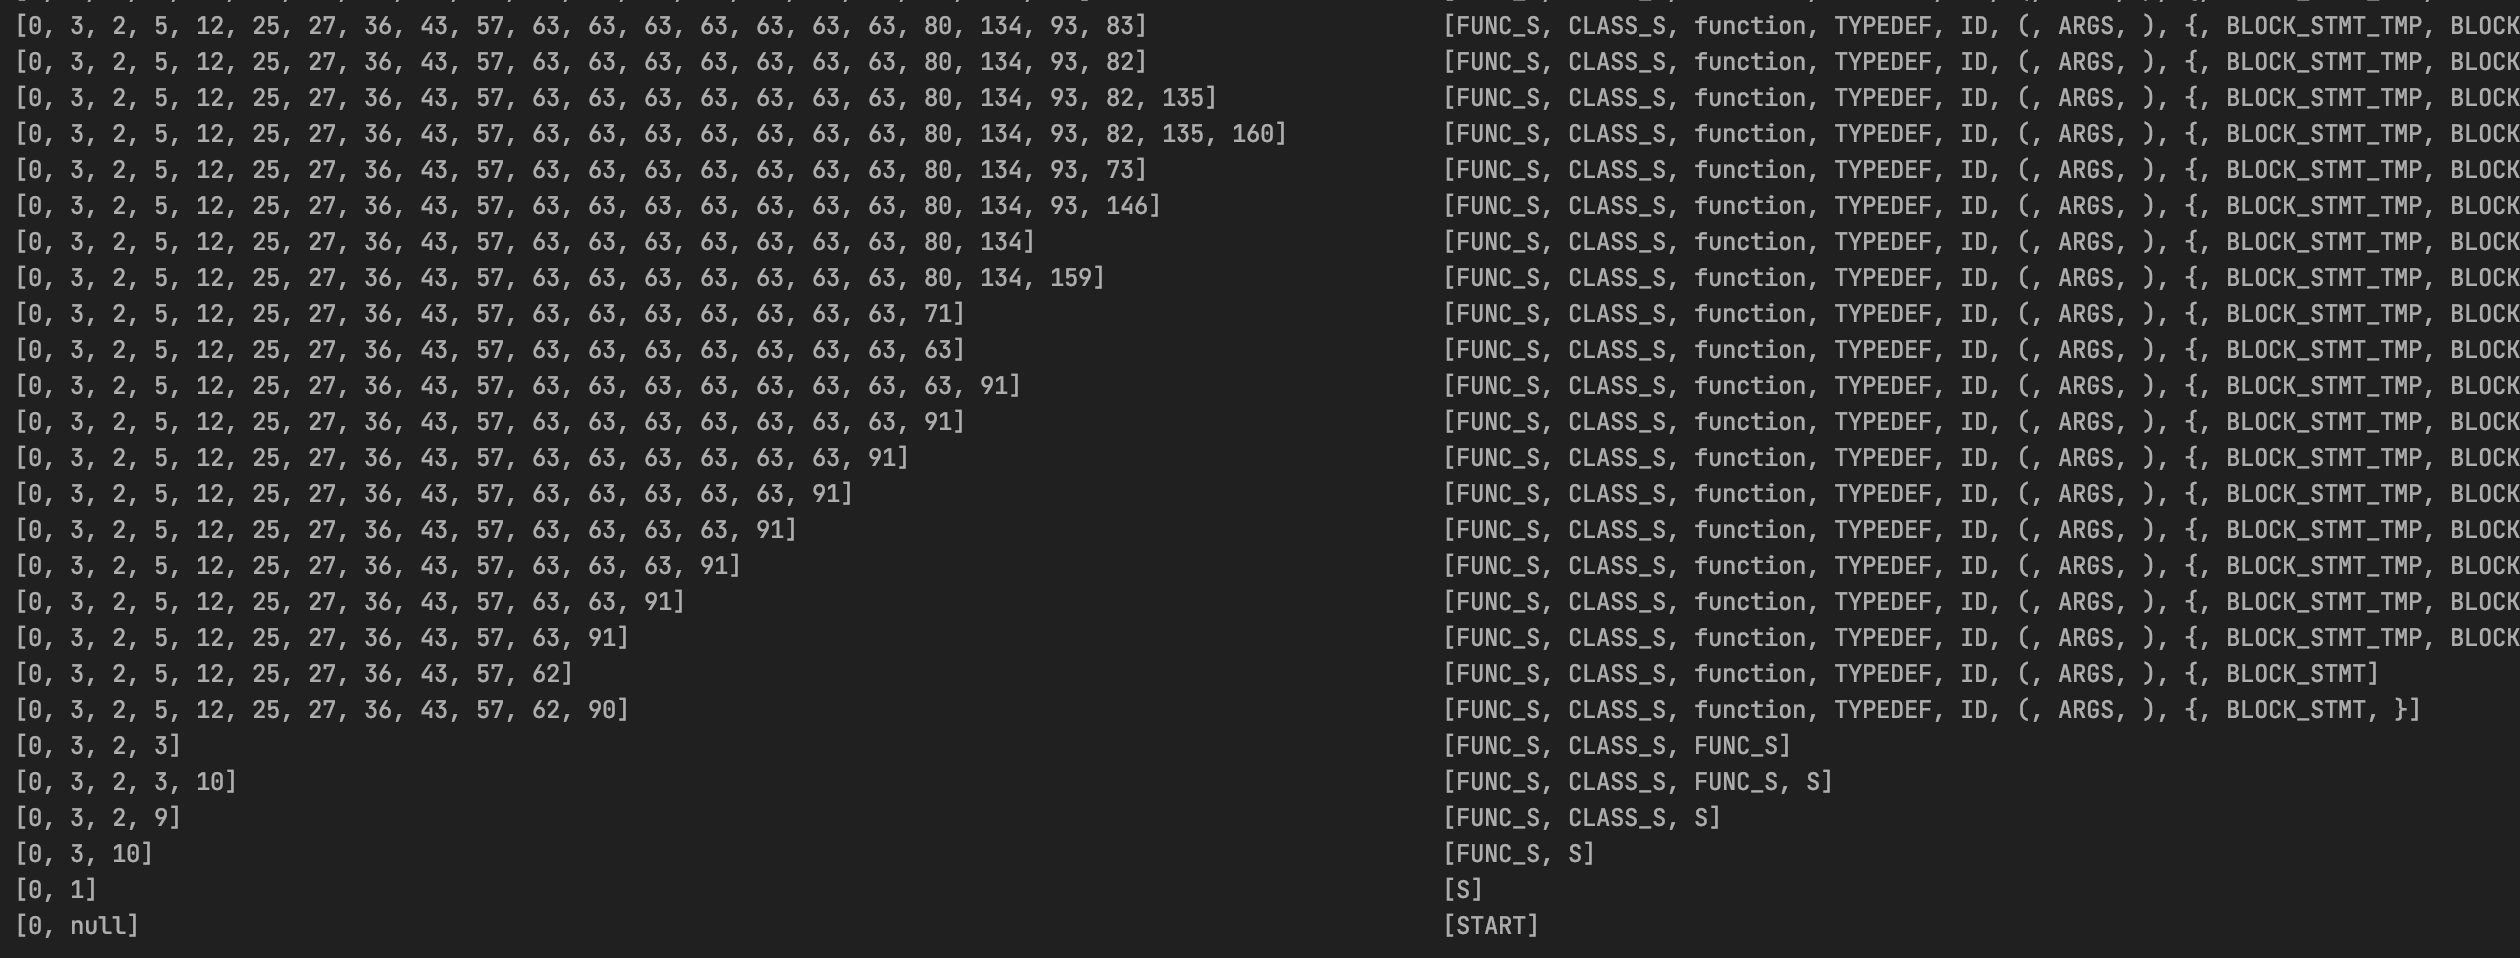 [0, 3, 2, 5, 12, 25, 27, 36, 43, 57, 63, 63, 63, 63, 63, 63, 63, 80, 134, 93, 83] [FUNC_S, CLASS_S, function, TYPEDEF, ID, (, ARGS, ), {, BLOCK_STMT_TMP, BLOCK
[0, 3, 2, 5, 12, 25, 27, 36, 43, 57, 63, 63, 63, 63, 63, 63, 63, 80, 134, 93, 82] [FUNC_S, CLASS_S, function, TYPEDEF, ID, (, ARGS, ), {, BLOCK_STMT_TMP, BLOCK
[0, 3, 2, 5, 12, 25, 27, 36, 43, 57, 63, 63, 63, 63, 63, 63, 63, 80, 134, 93, 82, 135] [FUNC_S, CLASS_S, function, TYPEDEF, ID, (, ARGS, ), {, BLOCK_STMT_TMP, BLOCK
[0, 3, 2, 5, 12, 25, 27, 36, 43, 57, 63, 63, 63, 63, 63, 63, 63, 80, 134, 93, 82, 135, 160] [FUNC_S, CLASS_S, function, TYPEDEF, ID, (, ARGS, ), {, BLOCK_STMT_TMP, BLOCK
[0, 3, 2, 5, 12, 25, 27, 36, 43, 57, 63, 63, 63, 63, 63, 63, 63, 80, 134, 93, 73] [FUNC_S, CLASS_S, function, TYPEDEF, ID, (, ARGS, ), {, BLOCK_STMT_TMP, BLOCK
[0, 3, 2, 5, 12, 25, 27, 36, 43, 57, 63, 63, 63, 63, 63, 63, 63, 80, 134, 93, 146] [FUNC_S, CLASS_S, function, TYPEDEF, ID, (, ARGS, ), {, BLOCK_STMT_TMP, BLOCK
[0, 3, 2, 5, 12, 25, 27, 36, 43, 57, 63, 63, 63, 63, 63, 63, 63, 80, 134] [FUNC_S, CLASS_S, function, TYPEDEF, ID, (, ARGS, ), {, BLOCK_STMT_TMP, BLOCK
[0, 3, 2, 5, 12, 25, 27, 36, 43, 57, 63, 63, 63, 63, 63, 63, 63, 80, 134, 159] [FUNC_S, CLASS_S, function, TYPEDEF, ID, (, ARGS, ), {, BLOCK_STMT_TMP, BLOCK
[0, 3, 2, 5, 12, 25, 27, 36, 43, 57, 63, 63, 63, 63, 63, 63, 63, 71] [FUNC_S, CLASS_S, function, TYPEDEF, ID, (, ARGS, ), {, BLOCK_STMT_TMP, BLOCK
[0, 3, 2, 5, 12, 25, 27, 36, 43, 57, 63, 63, 63, 63, 63, 63, 63, 63] [FUNC_S, CLASS_S, function, TYPEDEF, ID, (, ARGS, ), {, BLOCK_STMT_TMP, BLOCK
[0, 3, 2, 5, 12, 25, 27, 36, 43, 57, 63, 63, 63, 63, 63, 63, 63, 63, 91] [FUNC_S, CLASS_S, function, TYPEDEF, ID, (, ARGS, ), {, BLOCK_STMT_TMP, BLOCK
[0, 3, 2, 5, 12, 25, 27, 36, 43, 57, 63, 63, 63, 63, 63, 63, 63, 91] [FUNC_S, CLASS_S, function, TYPEDEF, ID, (, ARGS, ), {, BLOCK_STMT_TMP, BLOCK
[0, 3, 2, 5, 12, 25, 27, 36, 43, 57, 63, 63, 63, 63, 63, 63, 91] [FUNC_S, CLASS_S, function, TYPEDEF, ID, (, ARGS, ), {, BLOCK_STMT_TMP, BLOCK
[0, 3, 2, 5, 12, 25, 27, 36, 43, 57, 63, 63, 63, 63, 63, 91] [FUNC_S, CLASS_S, function, TYPEDEF, ID, (, ARGS, ), {, BLOCK_STMT_TMP, BLOCK
[0, 3, 2, 5, 12, 25, 27, 36, 43, 57, 63, 63, 63, 63, 91] [FUNC_S, CLASS_S, function, TYPEDEF, ID, (, ARGS, ), {, BLOCK_STMT_TMP, BLOCK
[0, 3, 2, 5, 12, 25, 27, 36, 43, 57, 63, 63, 63, 91] [FUNC_S, CLASS_S, function, TYPEDEF, ID, (, ARGS, ), {, BLOCK_STMT_TMP, BLOCK
[0, 3, 2, 5, 12, 25, 27, 36, 43, 57, 63, 63, 91] [FUNC_S, CLASS_S, function, TYPEDEF, ID, (, ARGS, ), {, BLOCK_STMT_TMP, BLOCK
[0, 3, 2, 5, 12, 25, 27, 36, 43, 57, 63, 91] [FUNC_S, CLASS_S, function, TYPEDEF, ID, (, ARGS, ), {, BLOCK_STMT_TMP, BLOCK
[0, 3, 2, 5, 12, 25, 27, 36, 43, 57, 62] [FUNC_S, CLASS_S, function, TYPEDEF, ID, (, ARGS, ), {, BLOCK_STMT]
[0, 3, 2, 5, 12, 25, 27, 36, 43, 57, 62, 90] [FUNC_S, CLASS_S, function, TYPEDEF, ID, (, ARGS, ), {, BLOCK_STMT, }]
[0, 3, 2, 3] [FUNC_S, CLASS_S, FUNC_S]
[0, 3, 2, 3, 10] [FUNC_S, CLASS_S, FUNC_S, S]
[0, 3, 2, 9] [FUNC_S, CLASS_S, S]
[0, 3, 10] [FUNC_S, S]
[0, 1] [S]
[0, null] [START]